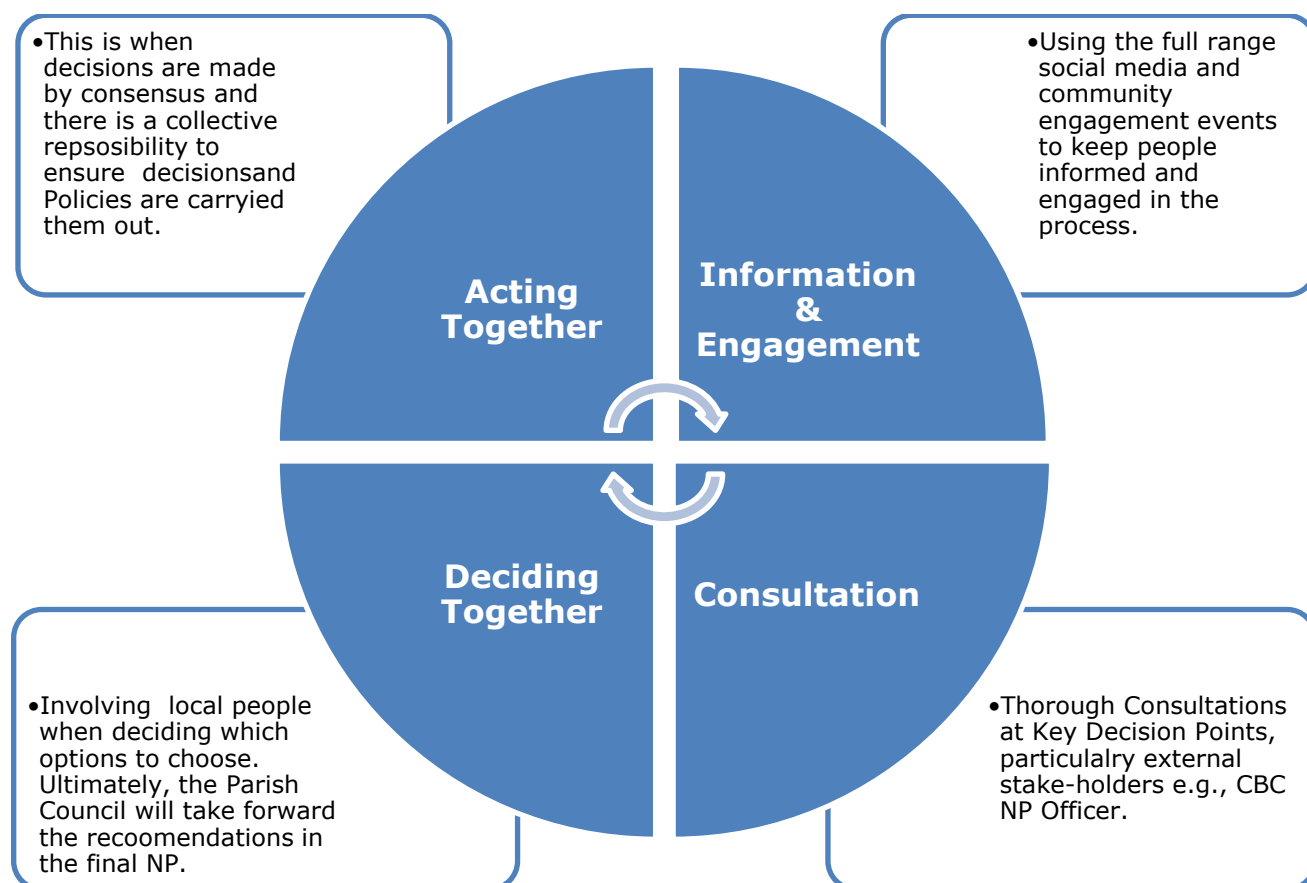 •This is when
decisions are made
by consensus and
there is a collective
repsosibility to
ensure  decisionsand
Policies are carryied
them out.
•Using the full range
social media and
community
engagement events
to keep people
informed and
engaged in the
process.
Acting
Together
Information
&
Engagement
Deciding
Together
Consultation
•Involving  local people
when deciding which
options to choose.
Ultimately, the Parish
Council will take forward
the recoomendations in
the final NP.
•Thorough Consultations
at Key Decision Points,
particulalry external
stake-holders e.g., CBC
NP Officer.